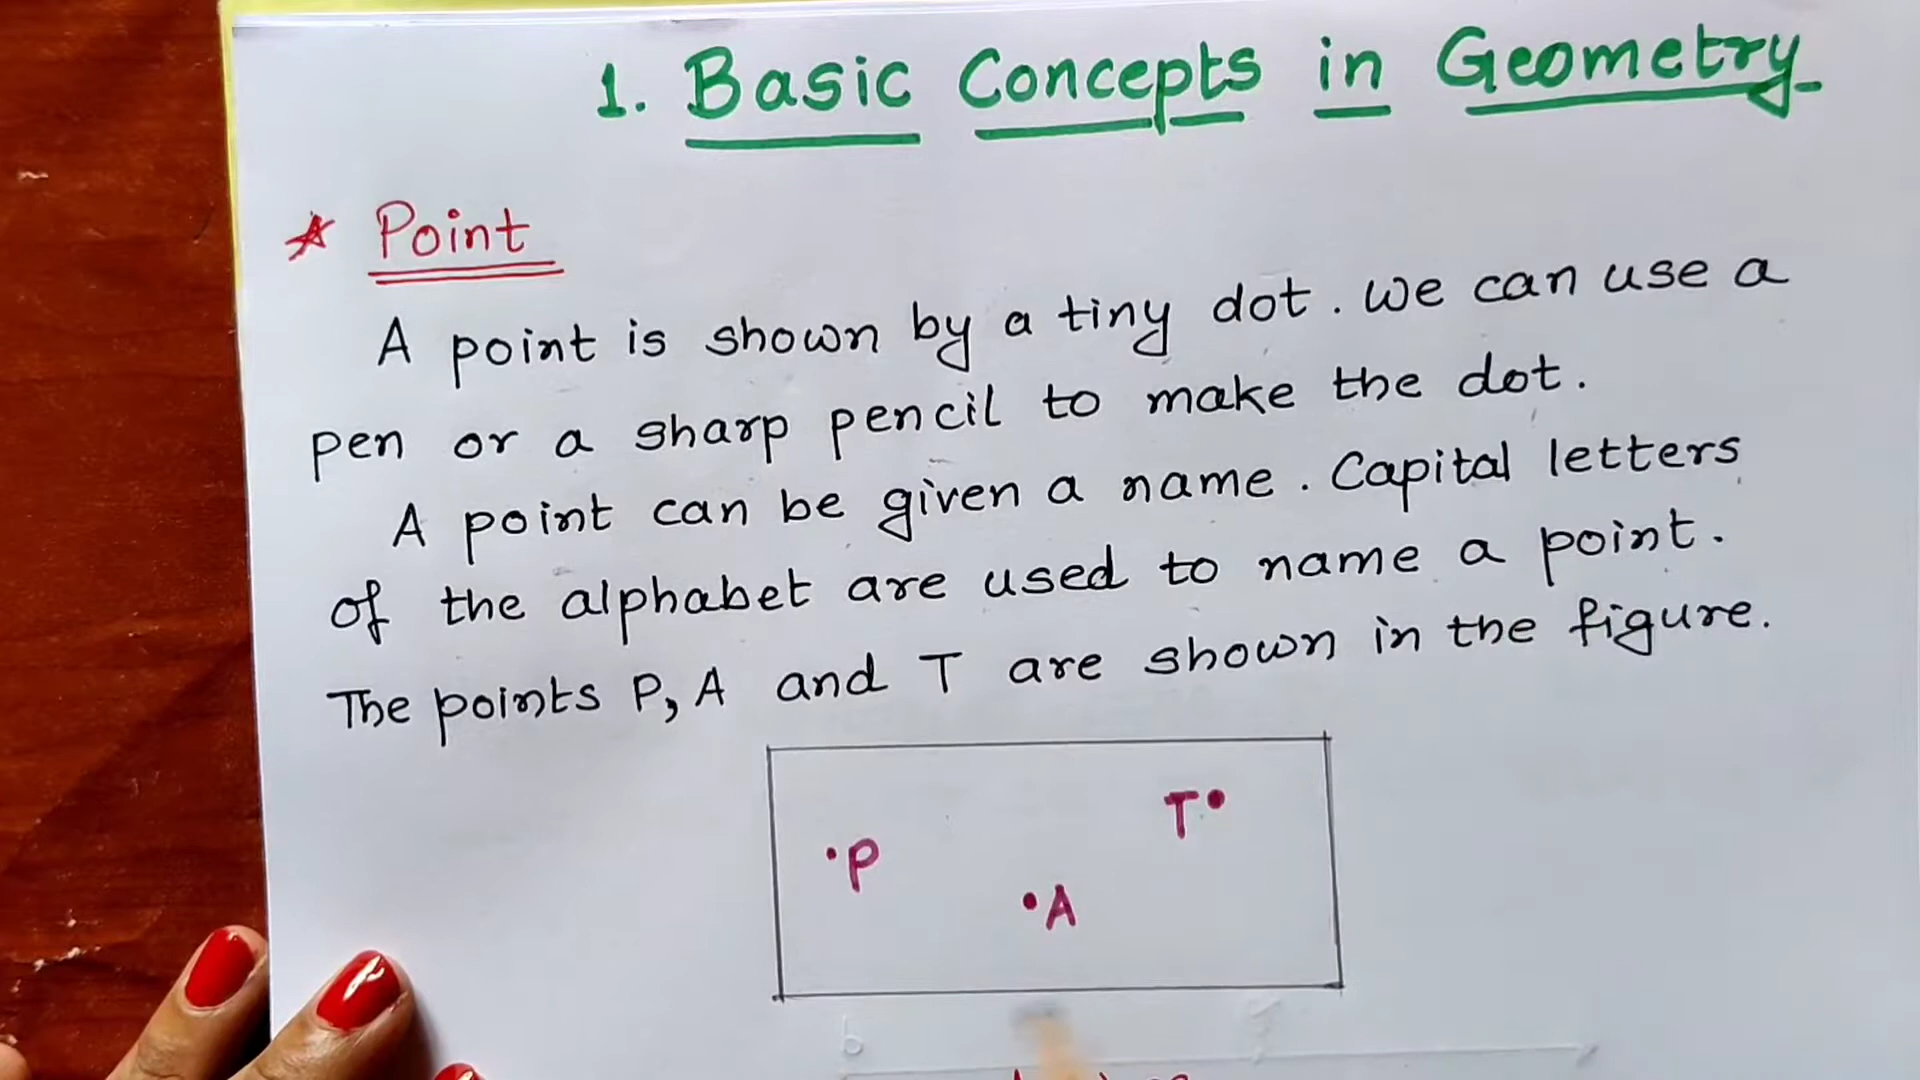 1. Basic Concepts in Geometry
* Point
A point is shown by a tiny dot. We can use a
pen or a sharp pencil to make the dot.
A point can be given a name. Capital letters
of the alphabet are used to name a point.
The points P, A and T are shown in the figure.
T
P
A